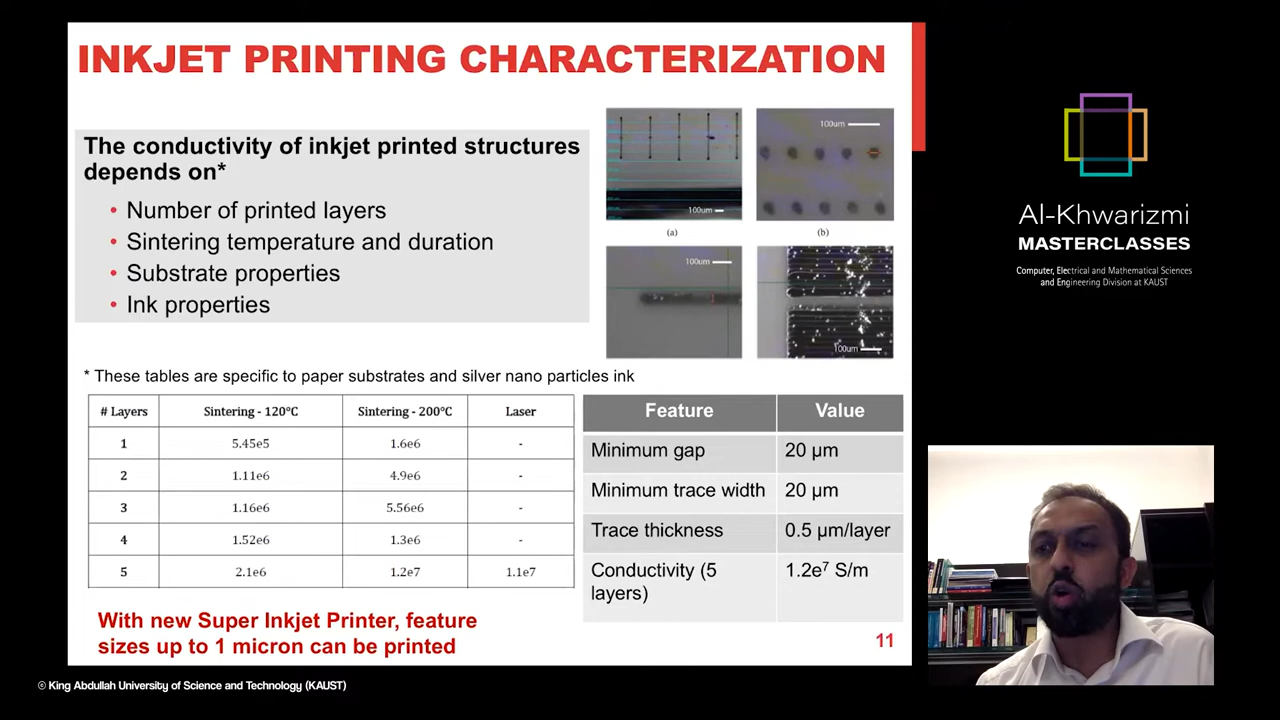 INKJET PRINTING CHARACTERIZATION
The conductivity of inkjet printed structures
depends on*
• Number of printed layers
• Sintering temperature and duration
• Substrate properties
• Ink properties
100um
100um
(a)
(b)
100um
100um
* These tables are specific to paper substrates and silver nano particles ink
# Layers Sintering - 120°C Sintering - 200°C Laser
1 5.45e5 1.6e6 -
2 1.11e6 4.9e6 -
3 1.16e6 5.56e6 -
4 1.52e6 1.3e6 -
5 2.1e6 1.2e7 1.1e7
Feature Value
Minimum gap 20 µm
Minimum trace width 20 µm
Trace thickness 0.5 µm/layer
Conductivity (5 1.2e⁷ S/m
layers)
With new Super Inkjet Printer, feature
sizes up to 1 micron can be printed
11
Al-Khwarizmi
MASTERCLASSES
Computer, Electrical and Mathematical Sciences
and Engineering Division at KAUST
© King Abdullah University of Science and Technology (KAUST)